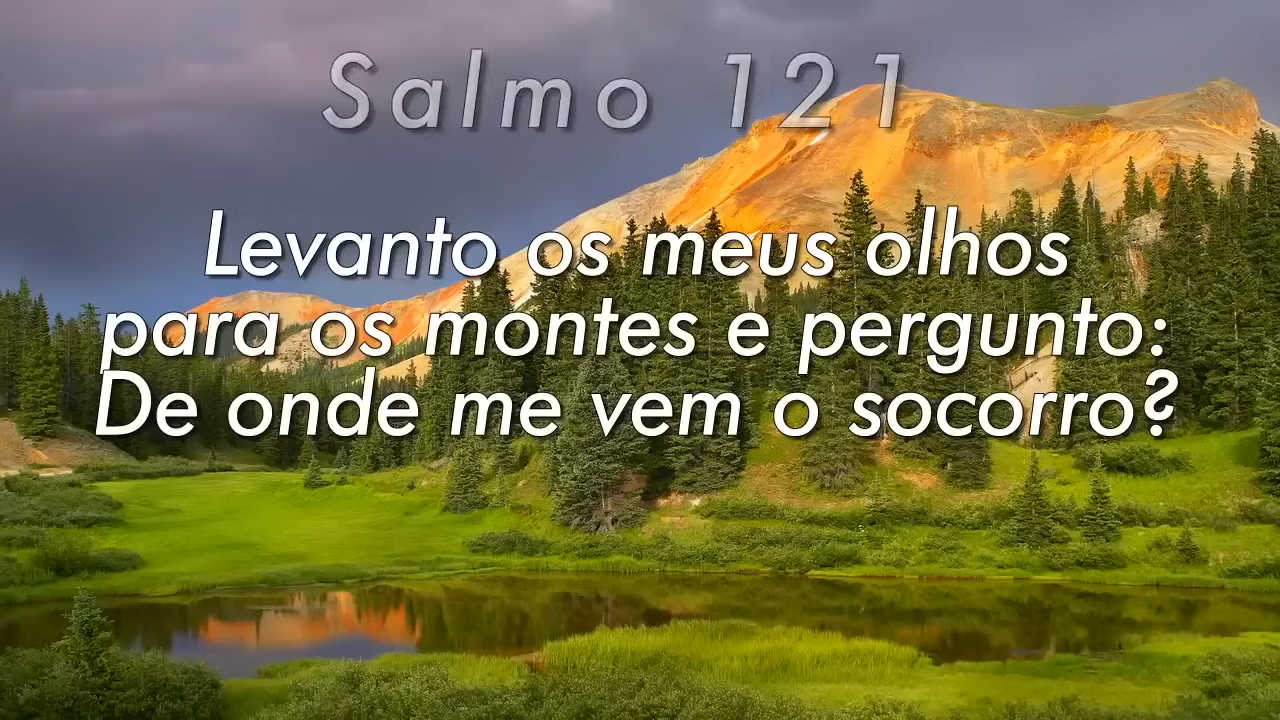 Salmo 121
Levanto os meus olhos
para os montes e pergunto:
De onde me vem o socorro?